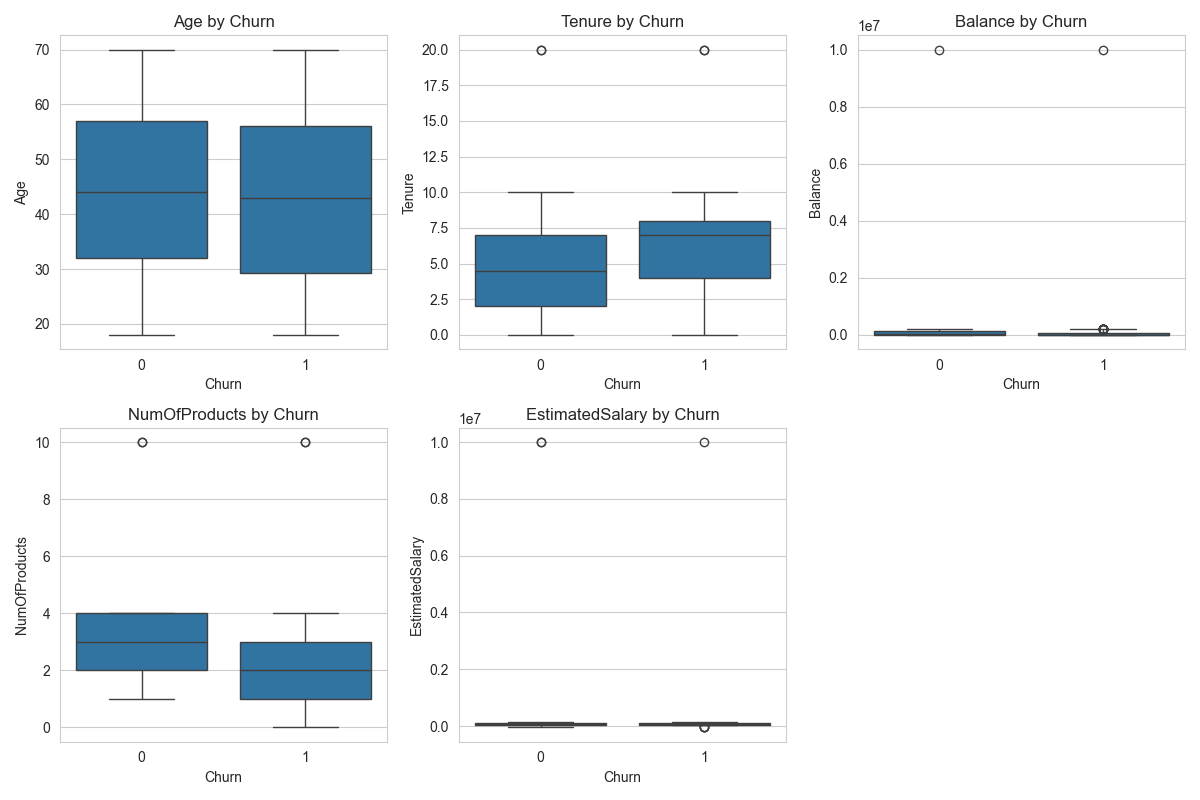 Age by Churn
70
60
50
40
30
20
Age
0 1
Churn
Tenure by Churn
20.0
17.5
15.0
12.5
10.0
7.5
5.0
2.5
0.0
Tenure
0 1
Churn
Balance by Churn
1e7
1.0
0.8
0.6
0.4
0.2
0.0
Balance
0 1
Churn
NumOfProducts by Churn
10
8
6
4
2
0
NumOfProducts
0 1
Churn
EstimatedSalary by Churn
1e7
1.0
0.8
0.6
0.4
0.2
0.0
EstimatedSalary
0 1
Churn